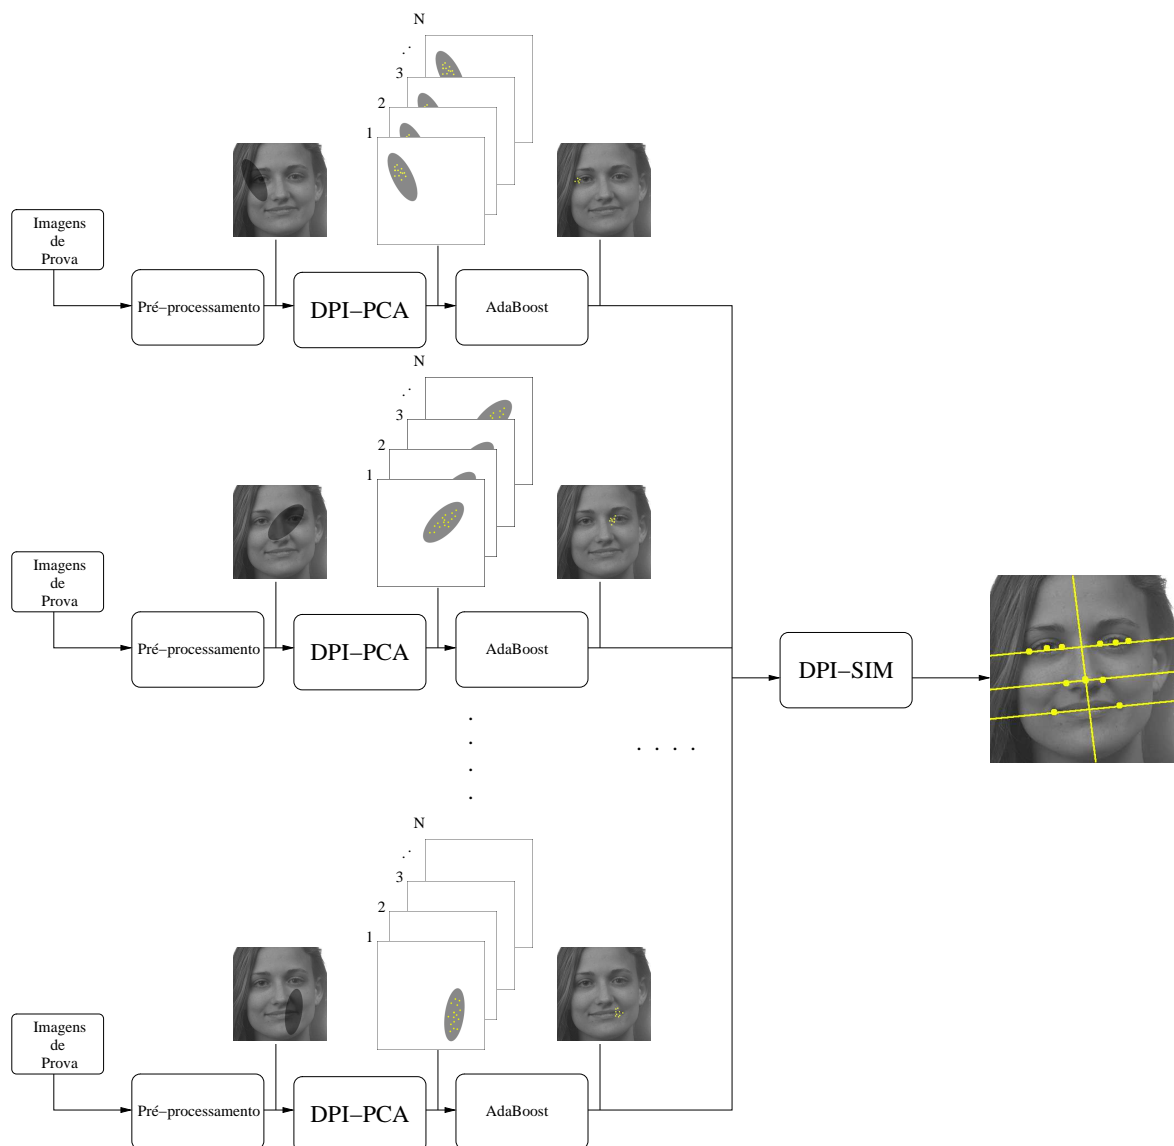 N
3
2
1
Imagens
de
Prova
Pré−processamento
DPI−PCA
AdaBoost
N
3
2
1
Imagens
de
Prova
Pré−processamento
DPI−PCA
AdaBoost
DPI−SIM
N
3
2
1
Imagens
de
Prova
Pré−processamento
DPI−PCA
AdaBoost